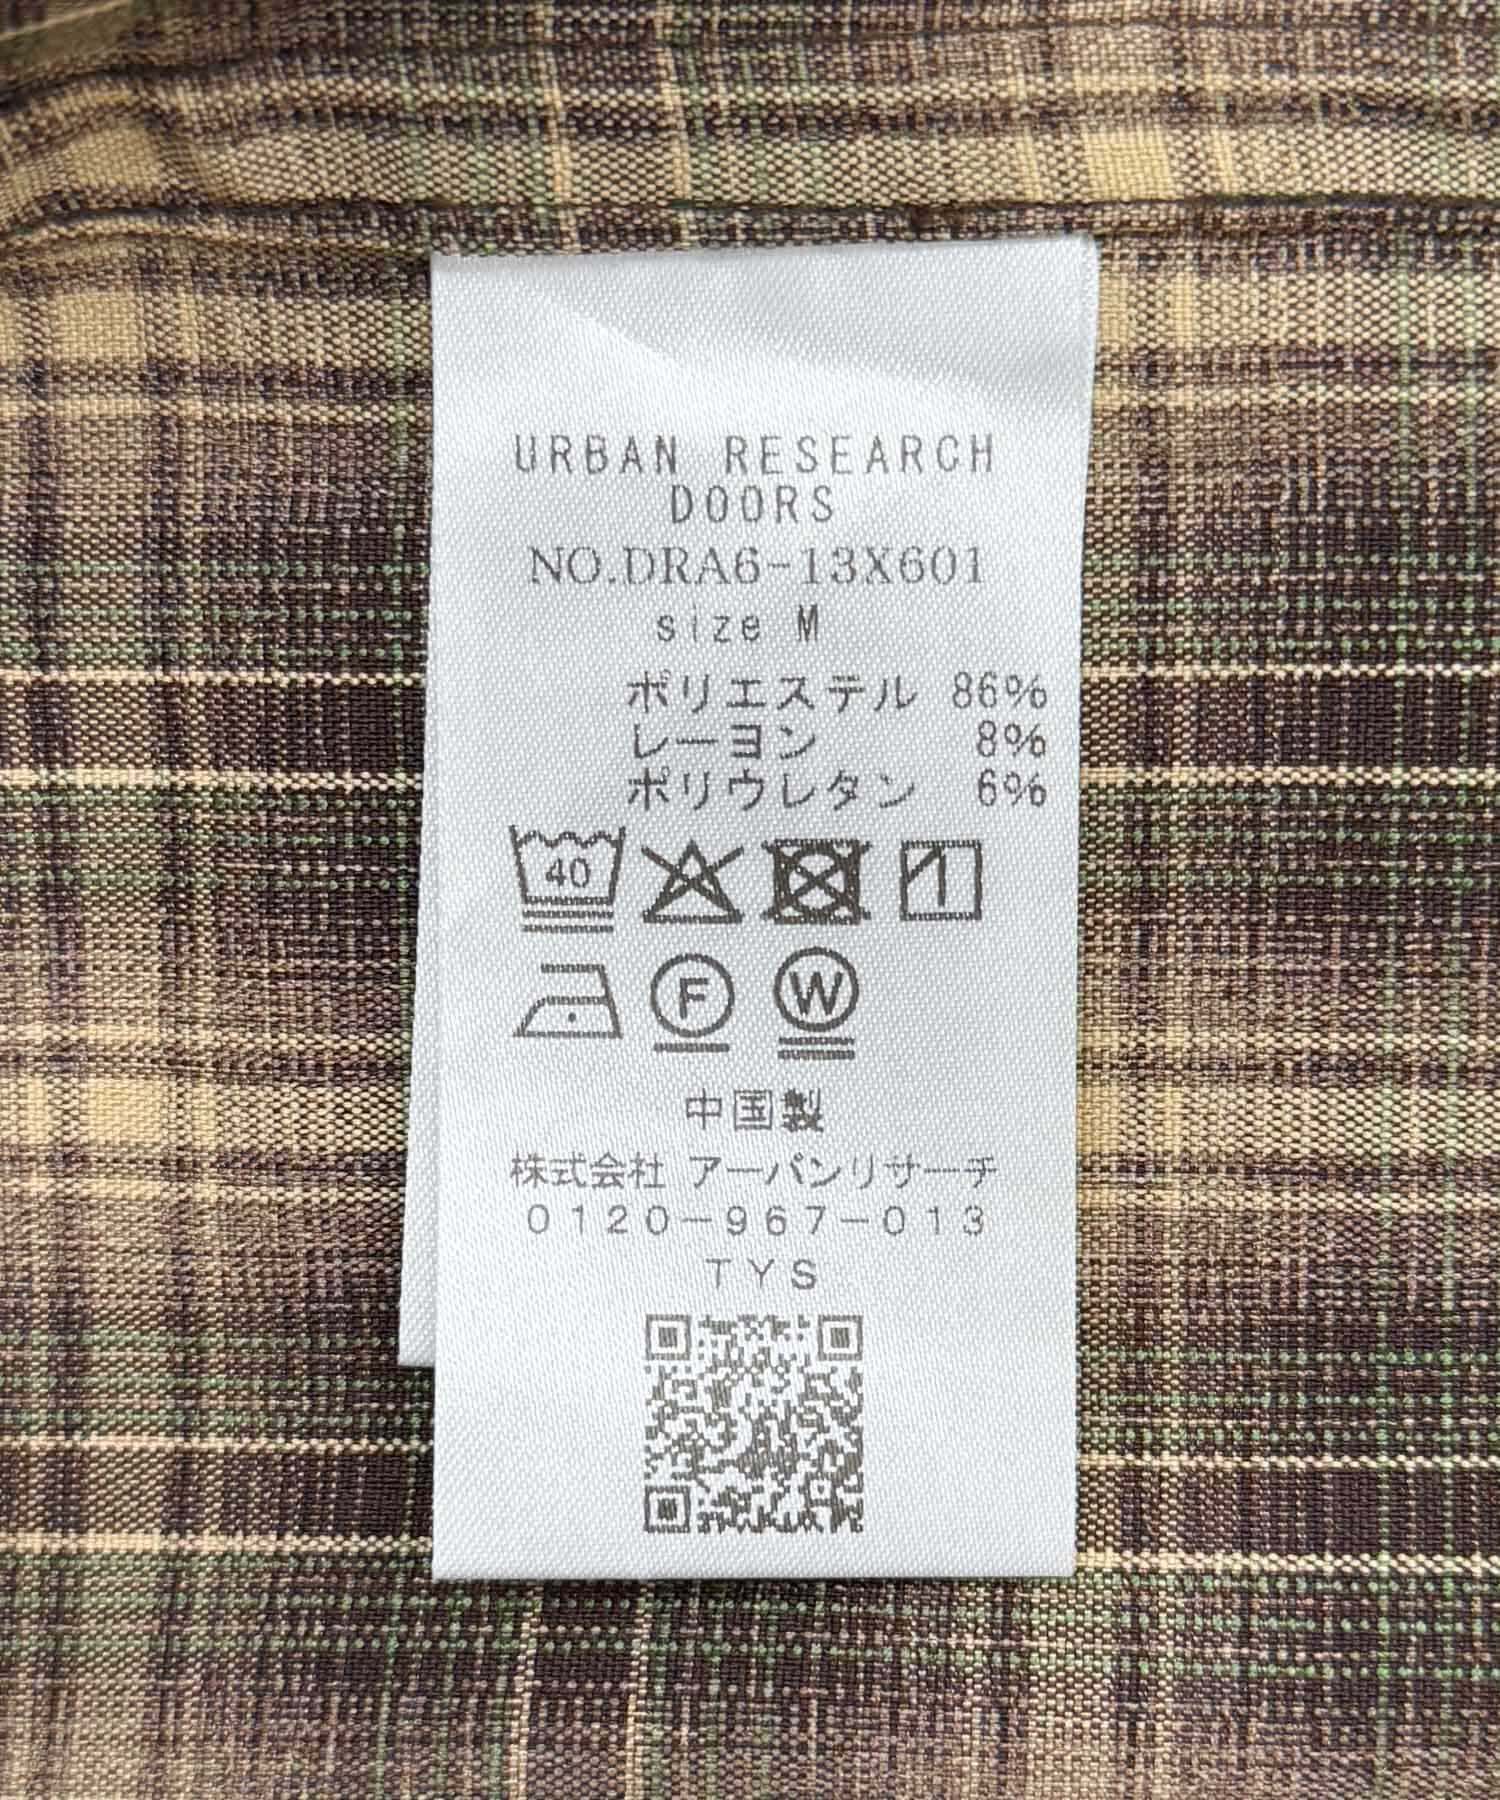 URBAN RESEARCH
DOORS
NO.DRA6-13X601
size M
ポリエステル 86%
レーヨン 8%
ポリウレタン 6%
40
F W
中国製
株式会社 アーバンリサーチ
0120-967-013
TYS